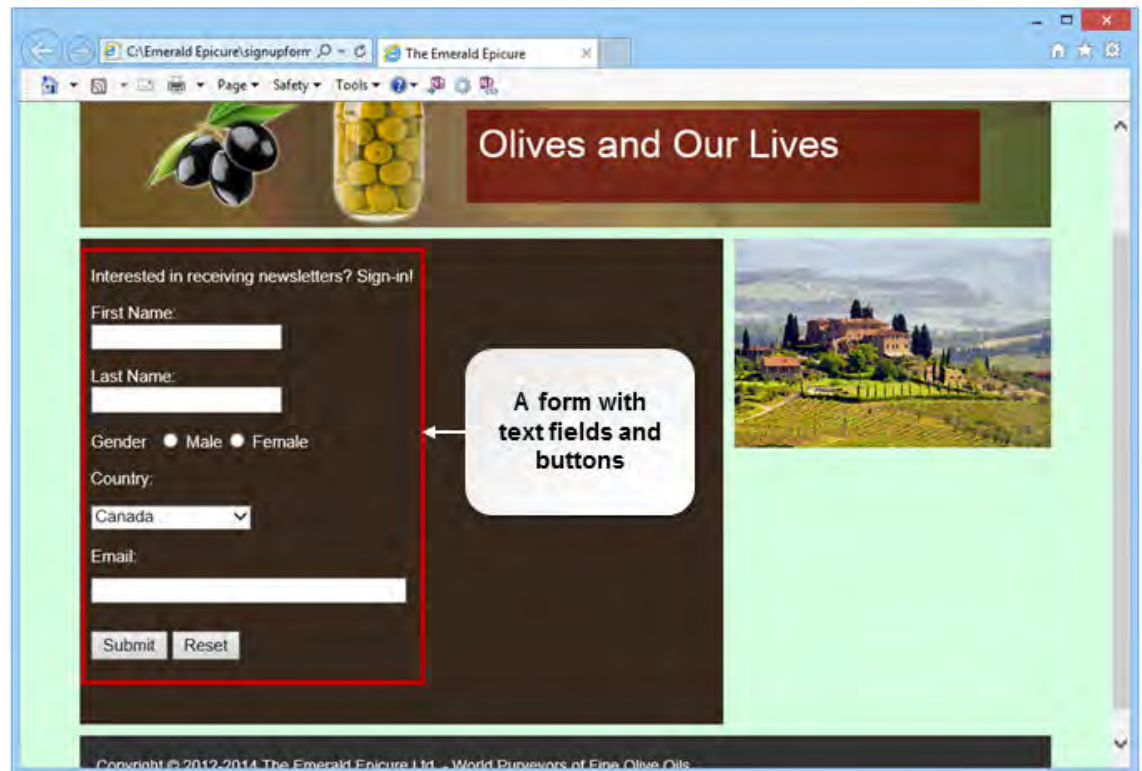 C:\Emerald Epicure\signupform
The Emerald Epicure
Page Safety Tools
Olives and Our Lives
Interested in receiving newsletters? Sign-in!
First Name:
Last Name:
Gender Male Female
Country:
Canada
Email:
Submit Reset
A form with
text fields and
buttons
Copyright © 2012-2014 The Emerald Epicure Ltd. - World Purveyors of Fine Olive Oils